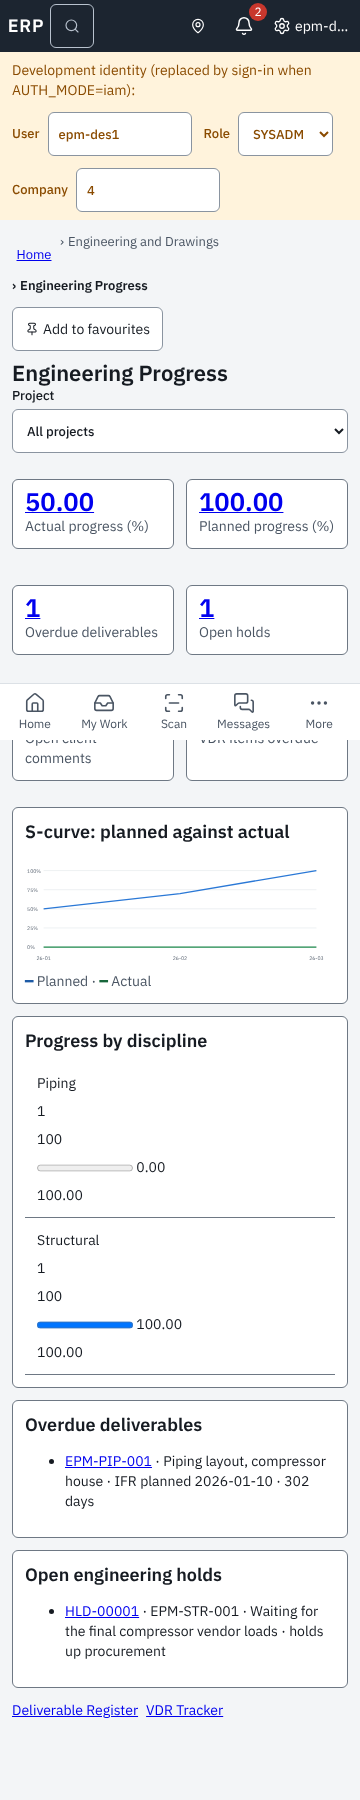 ERP
2
epm-d...
Development identity (replaced by sign-in when
AUTH_MODE=iam):
User
epm-des1
Role
SYSADM
Company
4
Home
› Engineering and Drawings
› Engineering Progress
Add to favourites
Engineering Progress
Project
All projects
50.00
Actual progress (%)
100.00
Planned progress (%)
1
Overdue deliverables
1
Open holds
Home
My Work
Scan
Messages
More
Open client
comments
VDR items overdue
S-curve: planned against actual
100%
75%
50%
25%
0%
26-01
26-02
26-03
Planned · Actual
Progress by discipline
Piping
1
100
0.00
100.00
Structural
1
100
100.00
100.00
Overdue deliverables
EPM-PIP-001 · Piping layout, compressor
house · IFR planned 2026-01-10 · 302
days
Open engineering holds
HLD-00001 · EPM-STR-001 · Waiting for
the final compressor vendor loads · holds
up procurement
Deliverable Register
VDR Tracker